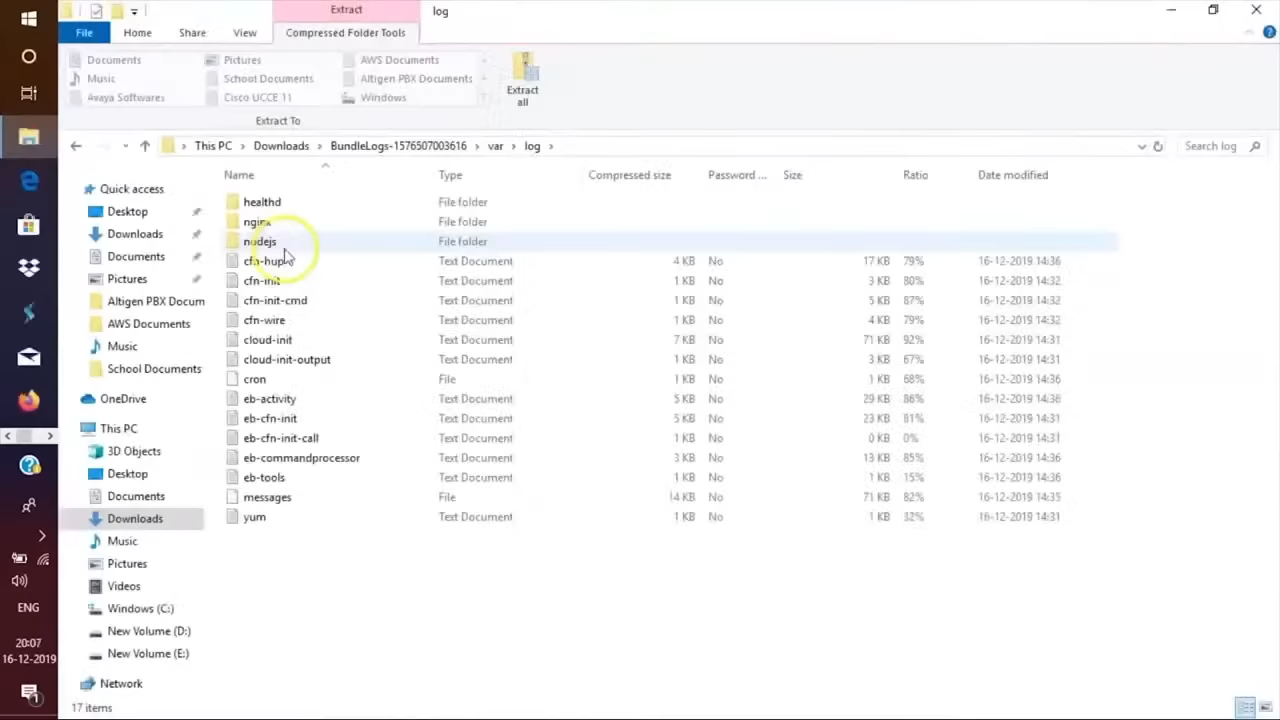 Extract
log
File
Home
Share
View
Compressed Folder Tools
Documents
Pictures
AWS Documents
Music
School Documents
Altigen PBX Documents
Avaya Softwares
Cisco UCCE 11
Windows
Extract all
Extract To
This PC > Downloads > BundleLogs-1576507003616 > var > log >
Search log
Name Type Compressed size Password ... Size Ratio Date modified
healthd File folder
nginx File folder
nodejs File folder
cfn-hup Text Document 4 KB No 17 KB 79% 16-12-2019 14:36
cfn-init Text Document 1 KB No 3 KB 80% 16-12-2019 14:32
cfn-init-cmd Text Document 1 KB No 5 KB 87% 16-12-2019 14:32
cfn-wire Text Document 1 KB No 4 KB 79% 16-12-2019 14:32
cloud-init Text Document 7 KB No 71 KB 92% 16-12-2019 14:31
cloud-init-output Text Document 1 KB No 3 KB 67% 16-12-2019 14:31
cron File 1 KB No 1 KB 68% 16-12-2019 14:36
eb-activity Text Document 5 KB No 29 KB 86% 16-12-2019 14:36
eb-cfn-init Text Document 5 KB No 23 KB 81% 16-12-2019 14:31
eb-cfn-init-call Text Document 1 KB No 0 KB 0% 16-12-2019 14:31
eb-commandprocessor Text Document 3 KB No 13 KB 85% 16-12-2019 14:36
eb-tools Text Document 1 KB No 1 KB 15% 16-12-2019 14:36
messages File 14 KB No 71 KB 82% 16-12-2019 14:35
yum Text Document 1 KB No 1 KB 32% 16-12-2019 14:31
Quick access
Desktop
Downloads
Documents
Pictures
Altigen PBX Docum
AWS Documents
Music
School Documents
OneDrive
This PC
3D Objects
Desktop
Documents
Downloads
Music
Pictures
Videos
Windows (C:)
New Volume (D:)
New Volume (E:)
Network
17 items
ENG
20:07
16-12-2019
1